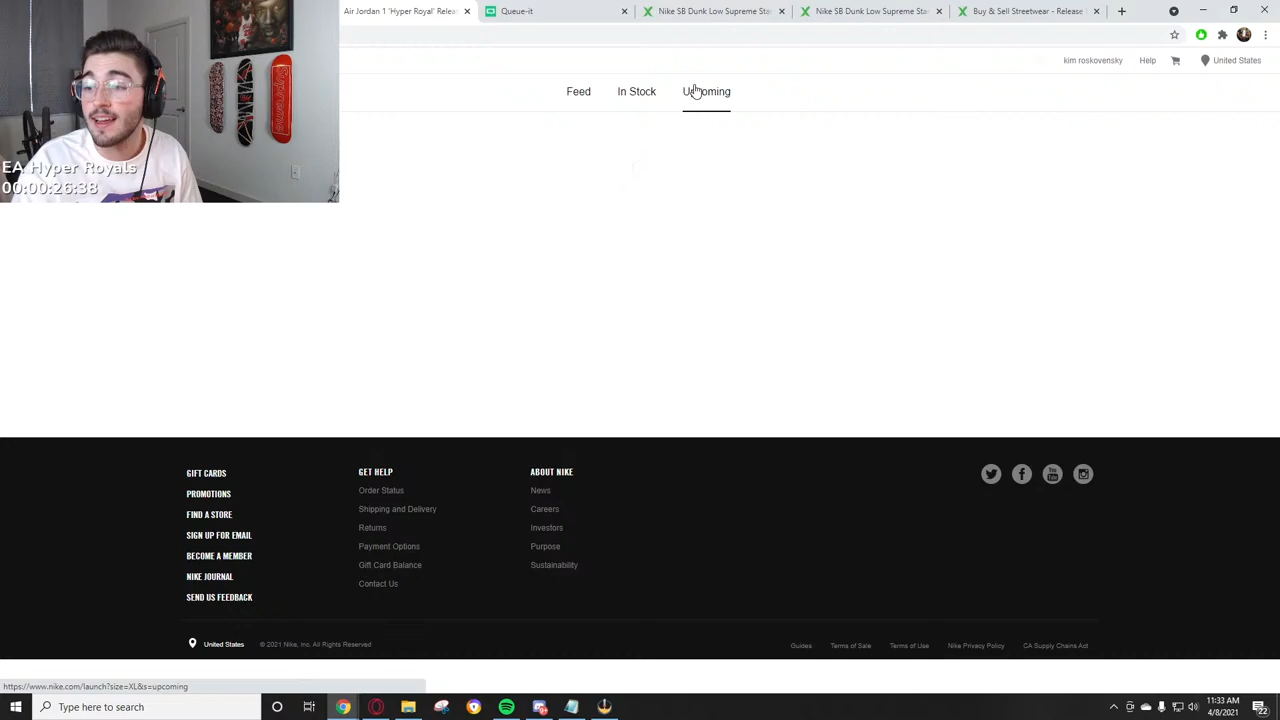 Air Jordan 1 'Royal' Relea
Queue-it
Nike SB Dunk Low Supreme Sta
Nike SB Dunk Low Supreme Sta
Buy & Sell Streetwear - Release
kim roskovensky
Help
United States
Feed
In Stock
Upcoming
EA Hyper Royals
00:00:26:38
GIFT CARDS
PROMOTIONS
FIND A STORE
SIGN UP FOR EMAIL
BECOME A MEMBER
NIKE JOURNAL
SEND US FEEDBACK
GET HELP
Order Status
Shipping and Delivery
Returns
Payment Options
Gift Card Balance
Contact Us
ABOUT NIKE
News
Careers
Investors
Purpose
Sustainability
You
Tube
United States
© 2021 Nike, Inc. All Rights Reserved
Guides
Terms of Sale
Terms of Use
Nike Privacy Policy
CA Supply Chains Act
https://www.nike.com/launch?size=XL&s=upcoming
Type here to search
11:33 AM
4/8/2021